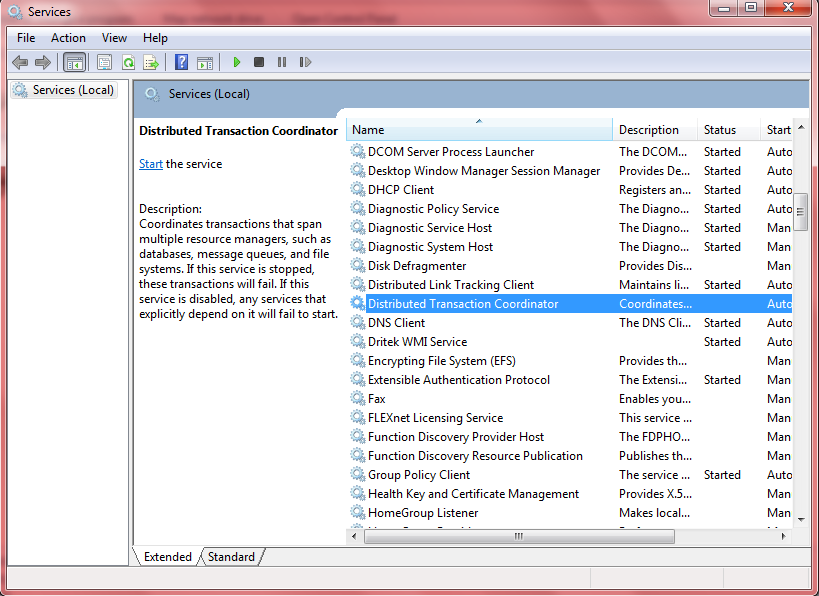 Services
File Action View Help
Services (Local)
Services (Local)
Distributed Transaction Coordinator
Start the service
Description:
Coordinates transactions that span
multiple resource managers, such as
databases, message queues, and file
systems. If this service is stopped,
these transactions will fail. If this
service is disabled, any services that
explicitly depend on it will fail to start.
Name Description Status Start
DCOM Server Process Launcher The DCOM... Started Auto
Desktop Window Manager Session Manager Provides De... Started Auto
DHCP Client Registers an... Started Auto
Diagnostic Policy Service The Diagno... Started Auto
Diagnostic Service Host The Diagno... Started Man
Diagnostic System Host The Diagno... Started Man
Disk Defragmenter Provides Dis... Man
Distributed Link Tracking Client Maintains li... Started Auto
Distributed Transaction Coordinator Coordinates... Auto
DNS Client The DNS Cli... Started Auto
Dritek WMI Service Started Auto
Encrypting File System (EFS) Provides th... Man
Extensible Authentication Protocol The Extensi... Started Man
Fax Enables you... Man
FLEXnet Licensing Service This service ... Man
Function Discovery Provider Host The FDPHO... Man
Function Discovery Resource Publication Publishes th... Man
Group Policy Client The service ... Started Auto
Health Key and Certificate Management Provides X.5... Man
HomeGroup Listener Makes local... Man
Extended Standard